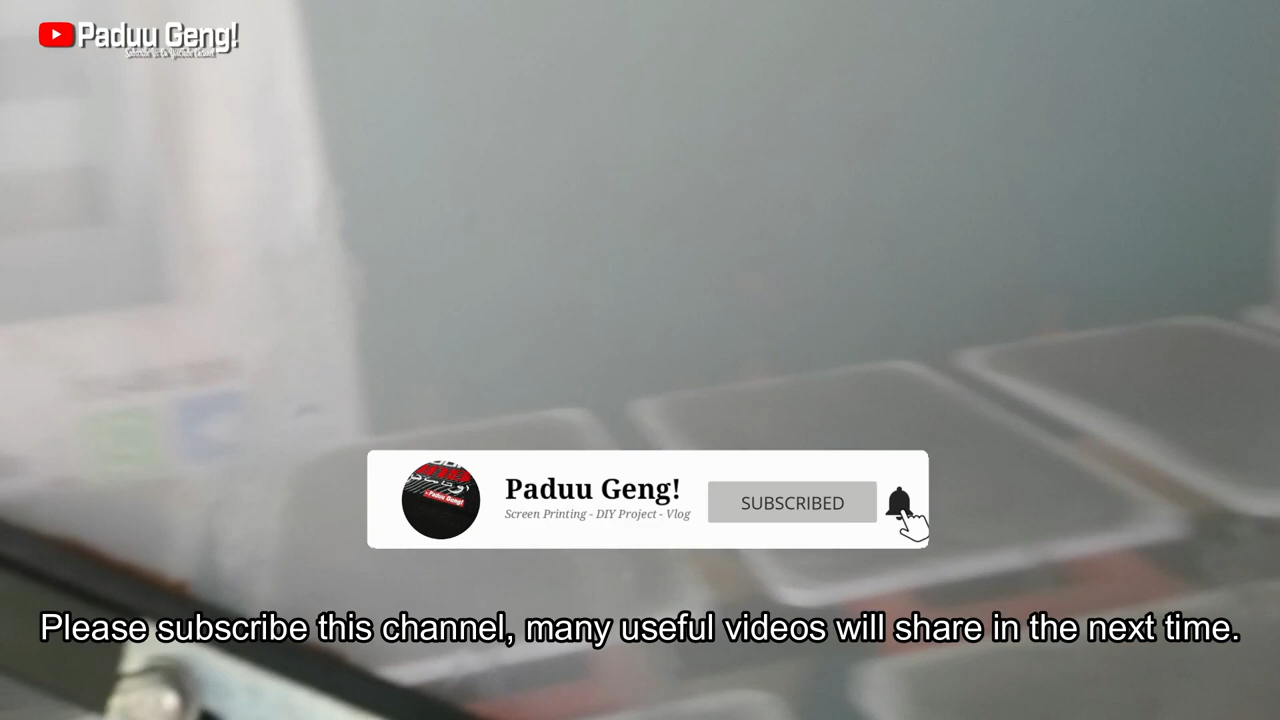 Paduu Geng!
Paduu Geng!
Screen Printing - DIY Project - Vlog
SUBSCRIBED
Please subscribe this channel, many useful videos will share in the next time.